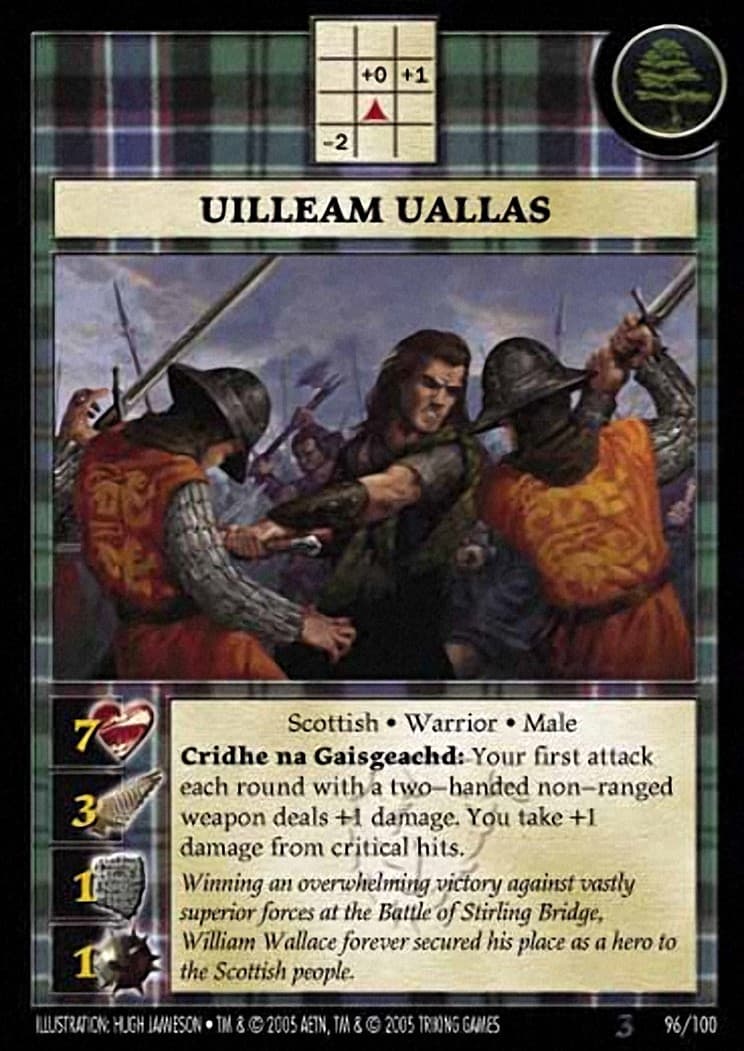 +0 +1
-2
UILLEAM UALLAS
7
3
1
1
Scottish • Warrior • Male
Cridhe na Gaisgeachd: Your first attack
each round with a two-handed non-ranged
weapon deals +1 damage. You take +1
damage from critical hits.
Winning an overwhelming victory against vastly
superior forces at the Battle of Stirling Bridge,
William Wallace forever secured his place as a hero to
the Scottish people.
ILLUSTRATION: HUGH JAMIESON • TM & © 2005 AETN, TM & © 2005 TRIKING GAMES 3 96/100